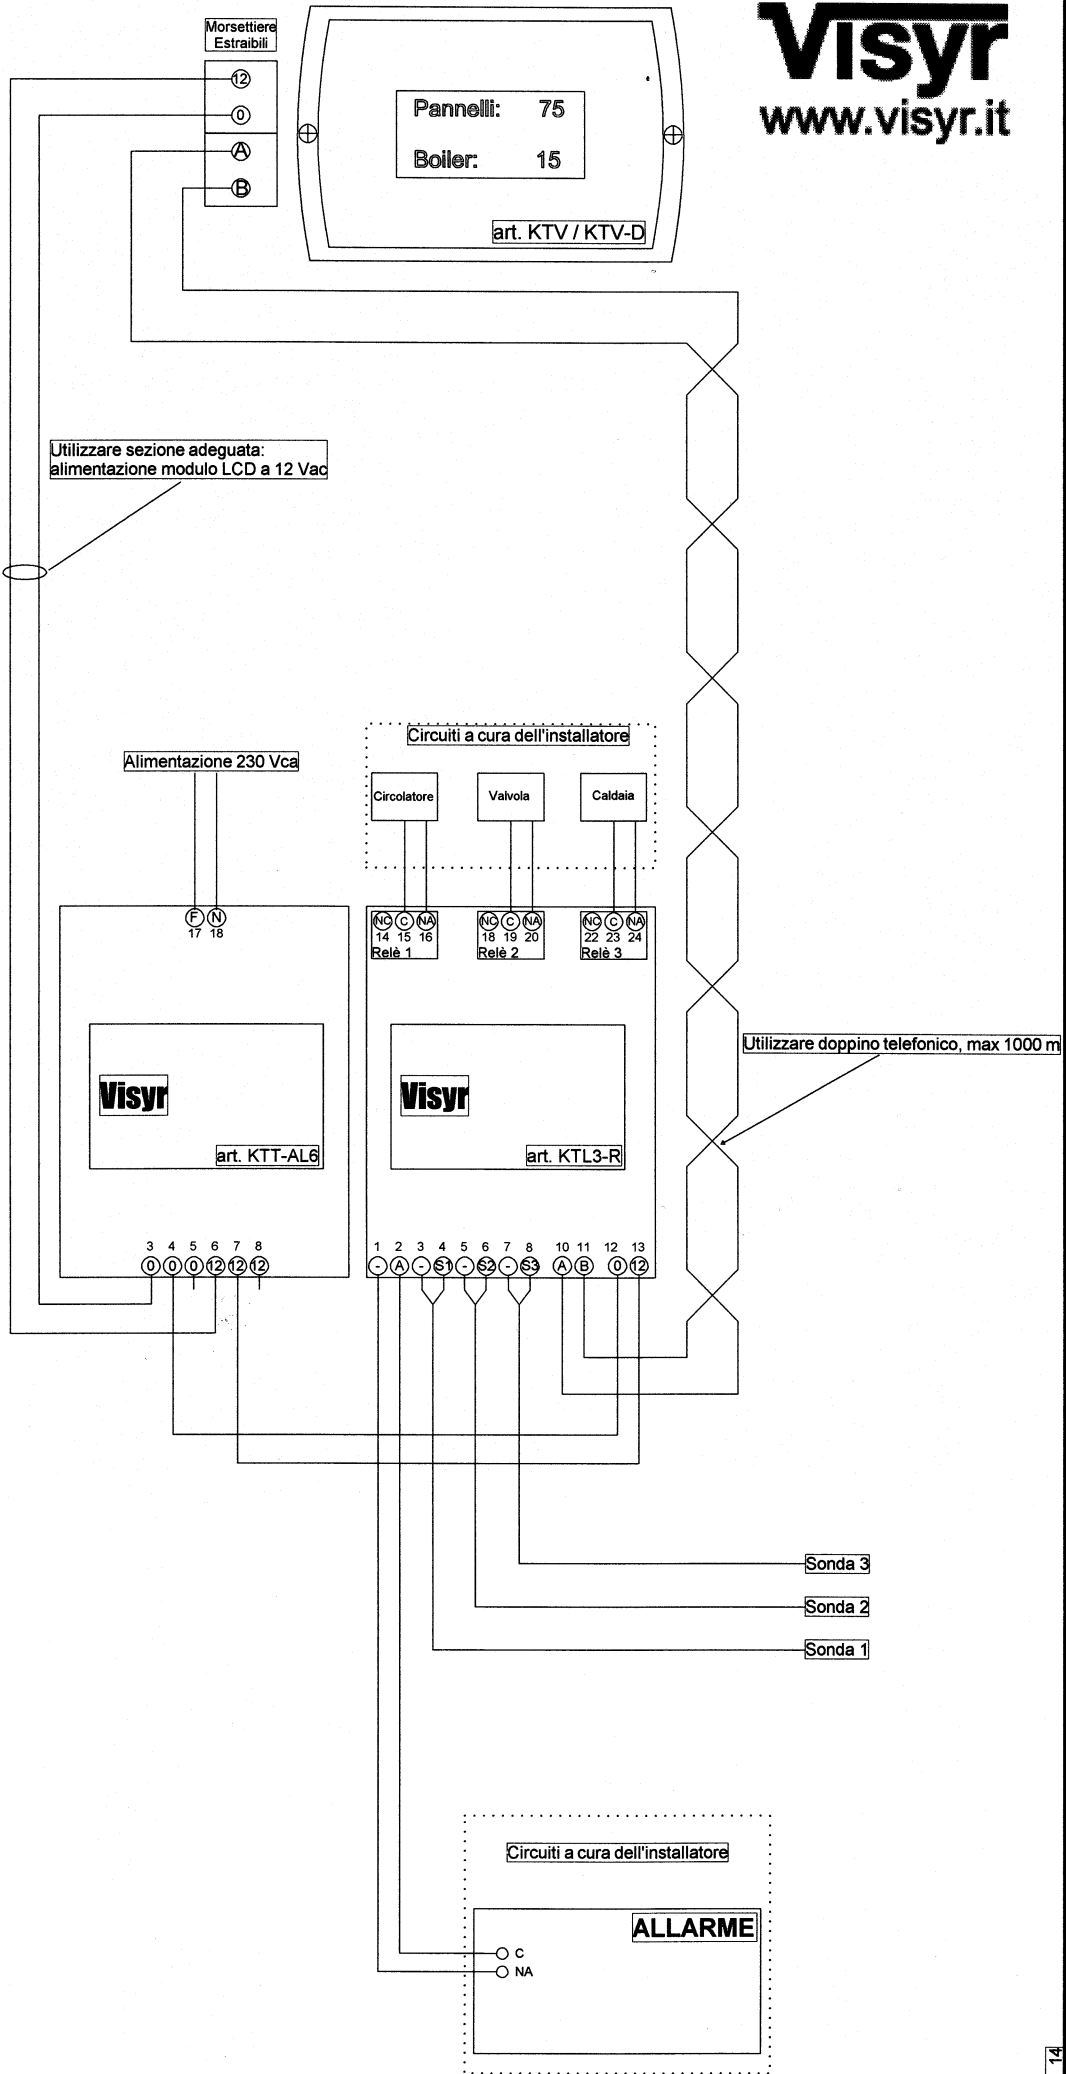 Morsettiere
Estraibili
12
0
A
B
Pannelli: 75
Boiler: 15
art. KTV / KTV-D
Visyr
www.visyr.it
Utilizzare sezione adeguata:
alimentazione modulo LCD a 12 Vac
Circuiti a cura dell'installatore
Alimentazione 230 Vca
Circolatore
Valvola
Caldaia
F N
17 18
NC C NA
14 15 16
Relè 1
NC C NA
18 19 20
Relè 2
NC C NA
22 23 24
Relè 3
Utilizzare doppino telefonico, max 1000 m
Visyr
art. KTT-AL6
Visyr
art. KTL3-R
3 4 5 6 7 8
0 0 0 12 12 12
1 2 3 4 5 6 7 8 10 11 12 13
- A - S1 - S2 - S3 A B 0 12
Sonda 3
Sonda 2
Sonda 1
Circuiti a cura dell'installatore
ALLARME
C
NA
14